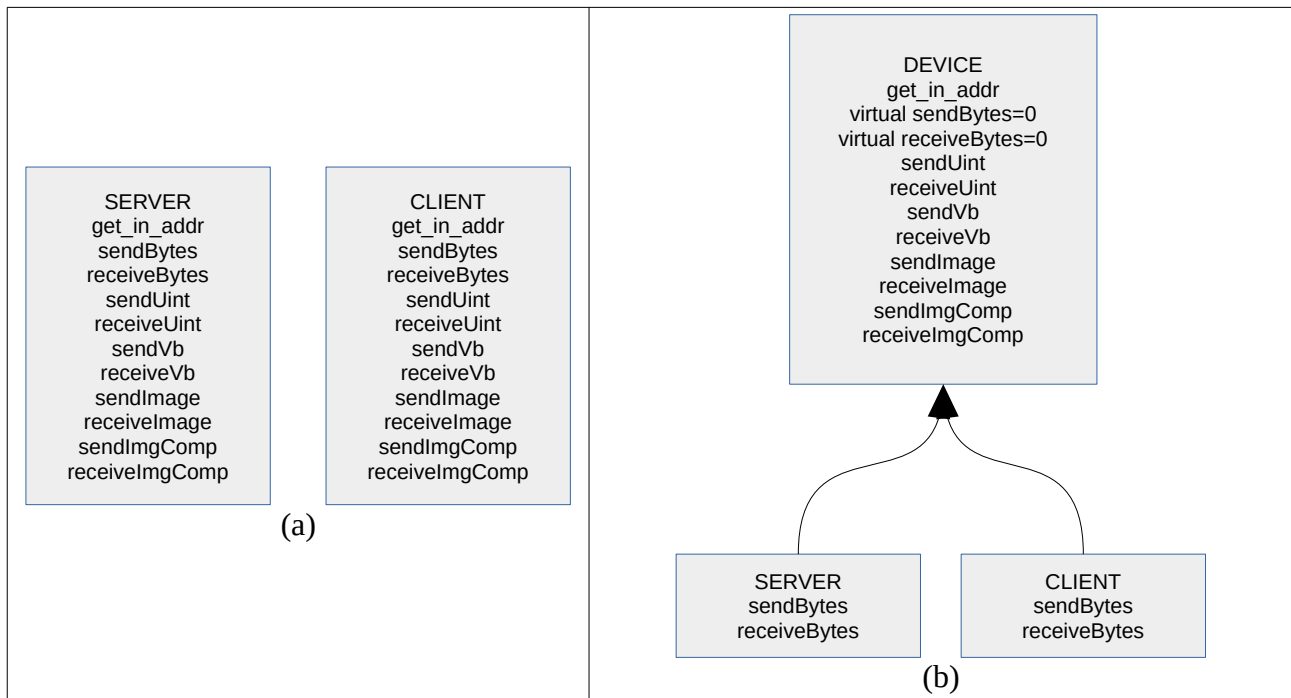 SERVER
get_in_addr
sendBytes
receiveBytes
sendUint
receiveUint
sendVb
receiveVb
sendImage
receiveImage
sendImgComp
receiveImgComp
CLIENT
get_in_addr
sendBytes
receiveBytes
sendUint
receiveUint
sendVb
receiveVb
sendImage
receiveImage
sendImgComp
receiveImgComp
(a)
DEVICE
get_in_addr
virtual sendBytes=0
virtual receiveBytes=0
sendUint
receiveUint
sendVb
receiveVb
sendImage
receiveImage
sendImgComp
receiveImgComp
SERVER
sendBytes
receiveBytes
CLIENT
sendBytes
receiveBytes
(b)